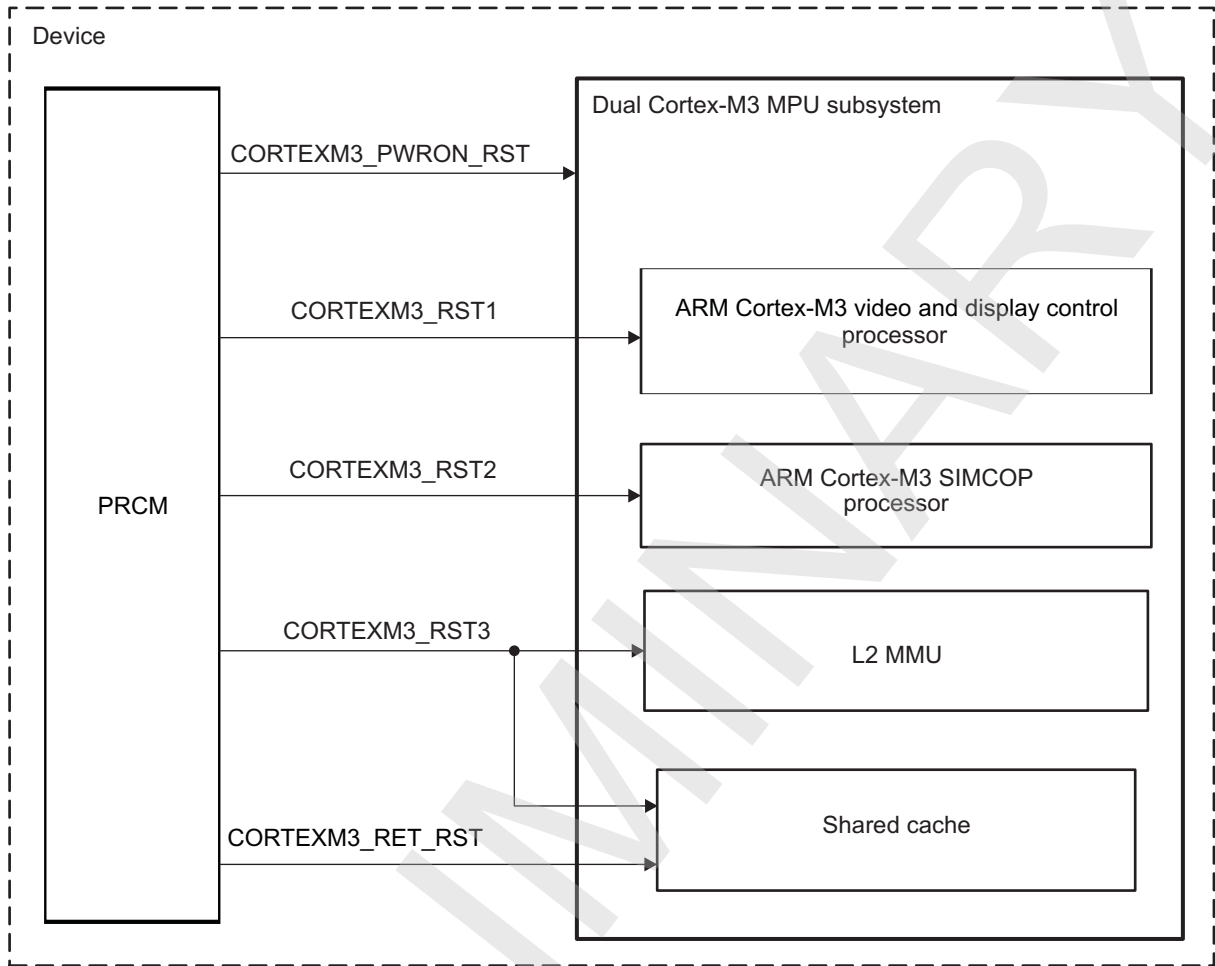 Device
Dual Cortex-M3 MPU subsystem
CORTEXM3_PWRON_RST
CORTEXM3_RST1
ARM Cortex-M3 video and display control
processor
CORTEXM3_RST2
ARM Cortex-M3 SIMCOP
processor
PRCM
CORTEXM3_RST3
L2 MMU
Shared cache
CORTEXM3_RET_RST
IMINARY